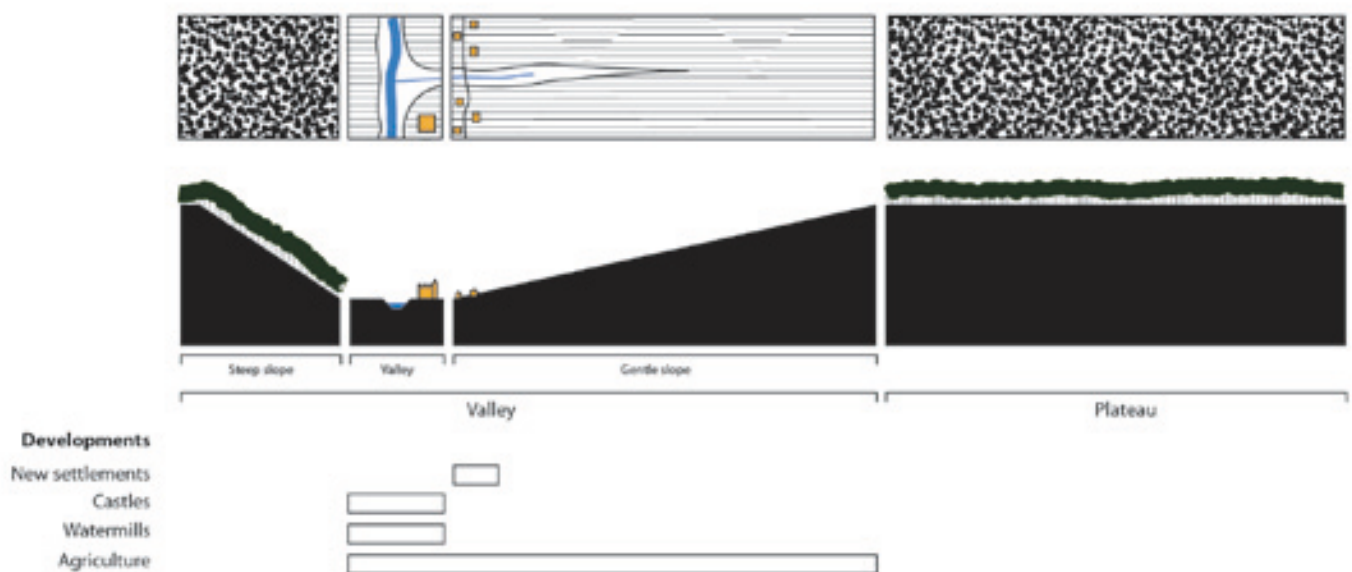 Steep slope
Valley
Gentle slope
Valley
Plateau
Developments
New settlements
Castles
Watermills
Agriculture